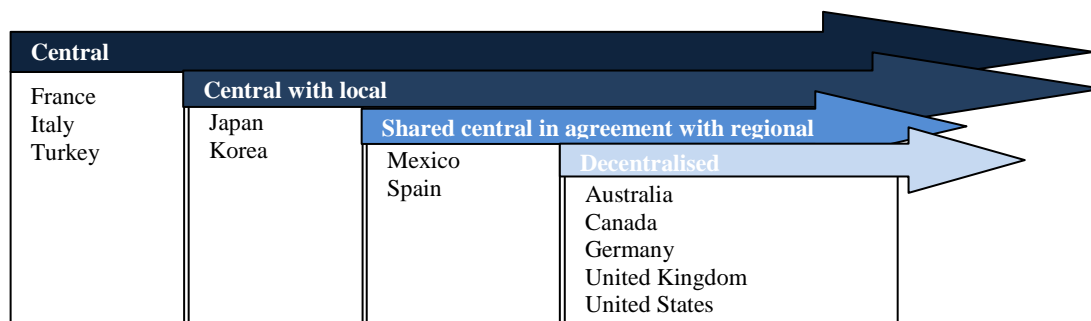 Central
France
Italy
Turkey
Central with local
Japan
Korea
Shared central in agreement with regional
Mexico
Spain
Decentralised
Australia
Canada
Germany
United Kingdom
United States